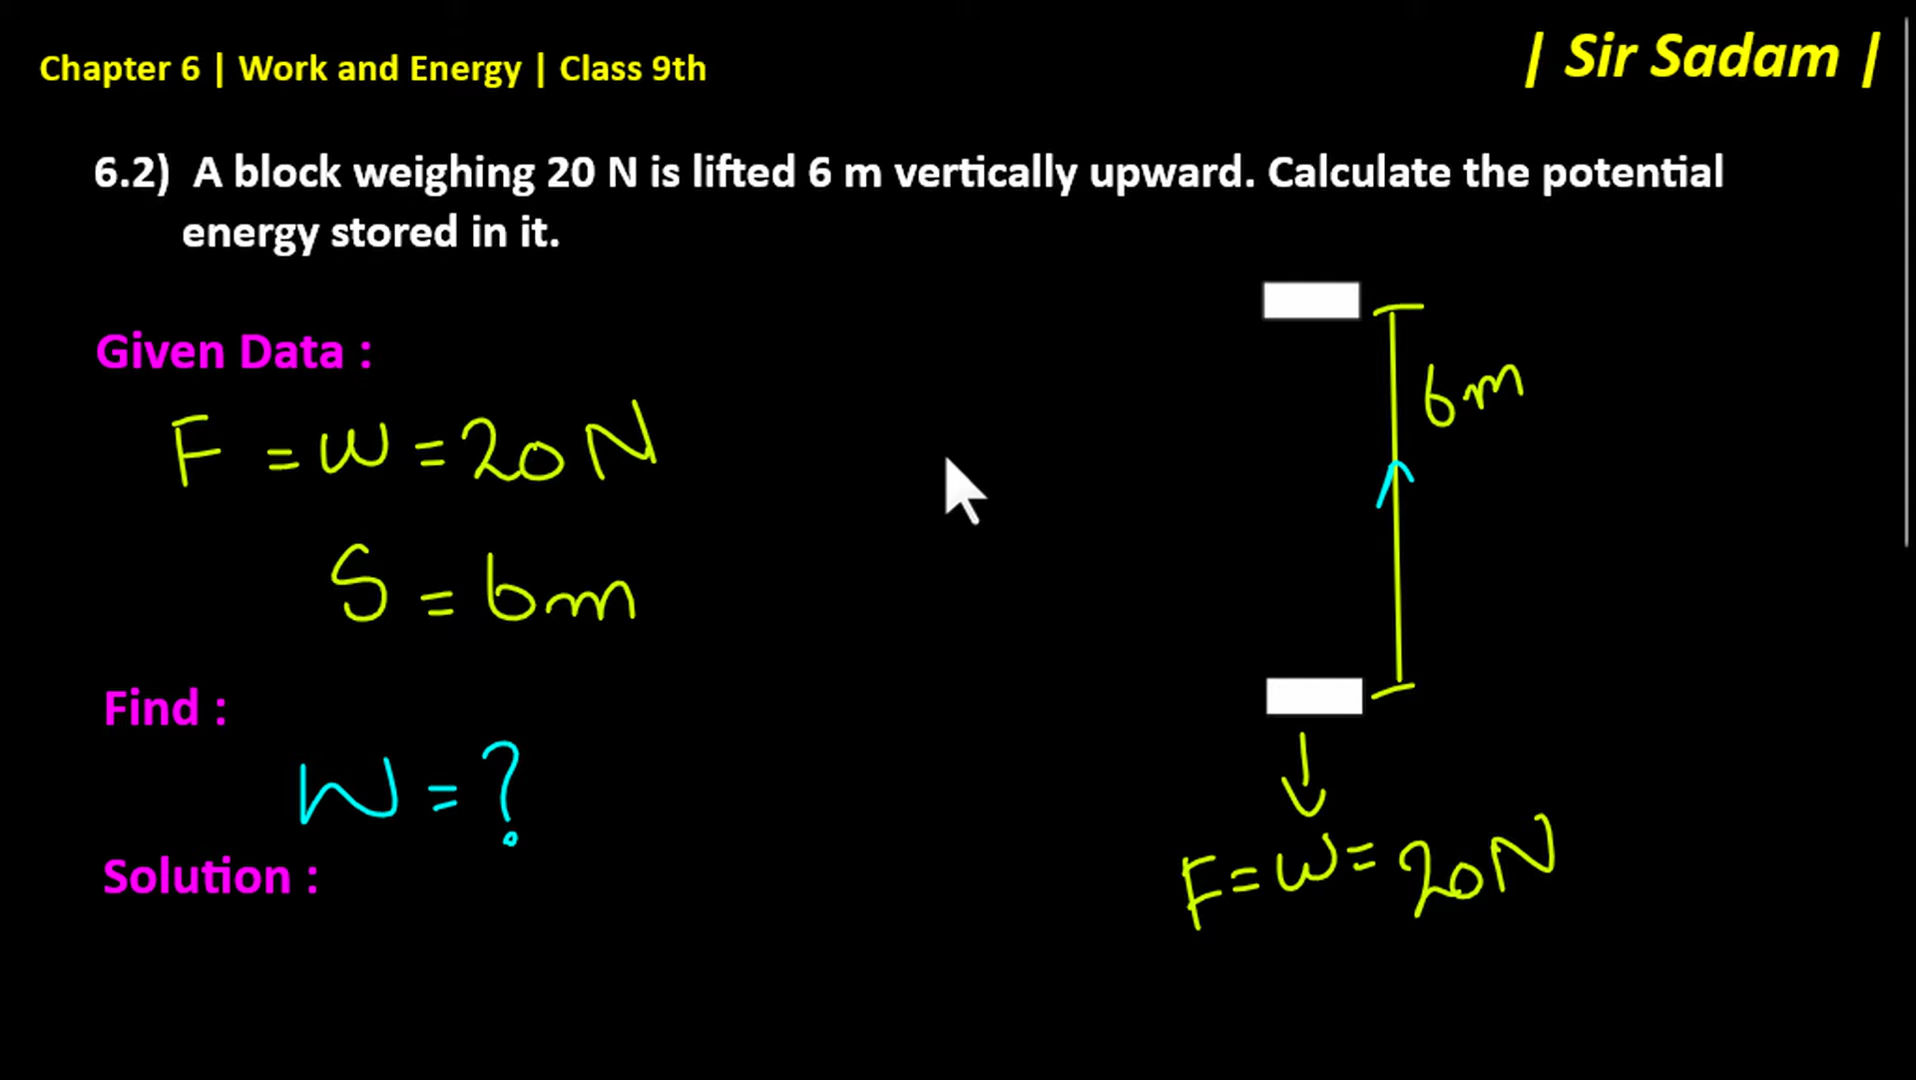 Chapter 6 | Work and Energy | Class 9th
| Sir Sadam |
6.2) A block weighing 20 N is lifted 6 m vertically upward. Calculate the potential
energy stored in it.
Given Data :
F = w = 20 N
S = 6m
6m
Find :
W = ?
Solution :
F = w = 20N